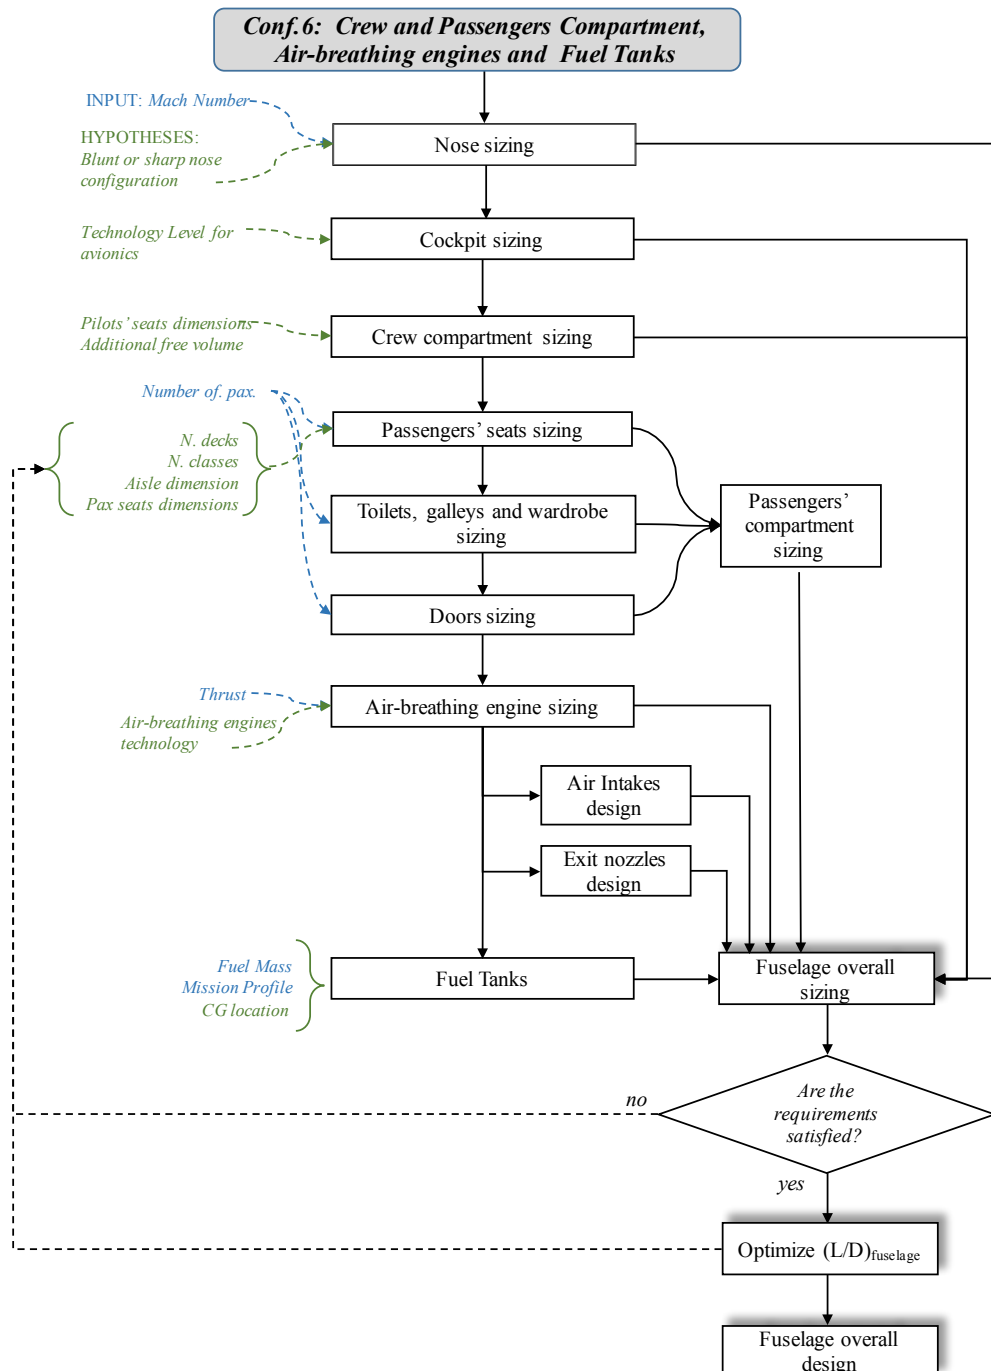 Conf.6: Crew and Passengers Compartment,
Air-breathing engines and Fuel Tanks
INPUT: Mach Number
HYPOTHESES:
Blunt or sharp nose
configuration
Nose sizing
Technology Level for
avionics
Cockpit sizing
Pilots' seats dimensions
Additional free volume
Crew compartment sizing
Number of. pax.
N. decks
N. classes
Aisle dimension
Pax seats dimensions
Passengers' seats sizing
Toilets, galleys and wardrobe
sizing
Doors sizing
Passengers'
compartment
sizing
Thrust
Air-breathing engines
technology
Air-breathing engine sizing
Air Intakes
design
Exit nozzles
design
Fuel Mass
Mission Profile
CG location
Fuel Tanks
Fuselage overall
sizing
Are the
requirements
satisfied?
no
yes
Optimize (L/D)fuselage
Fuselage overall
design